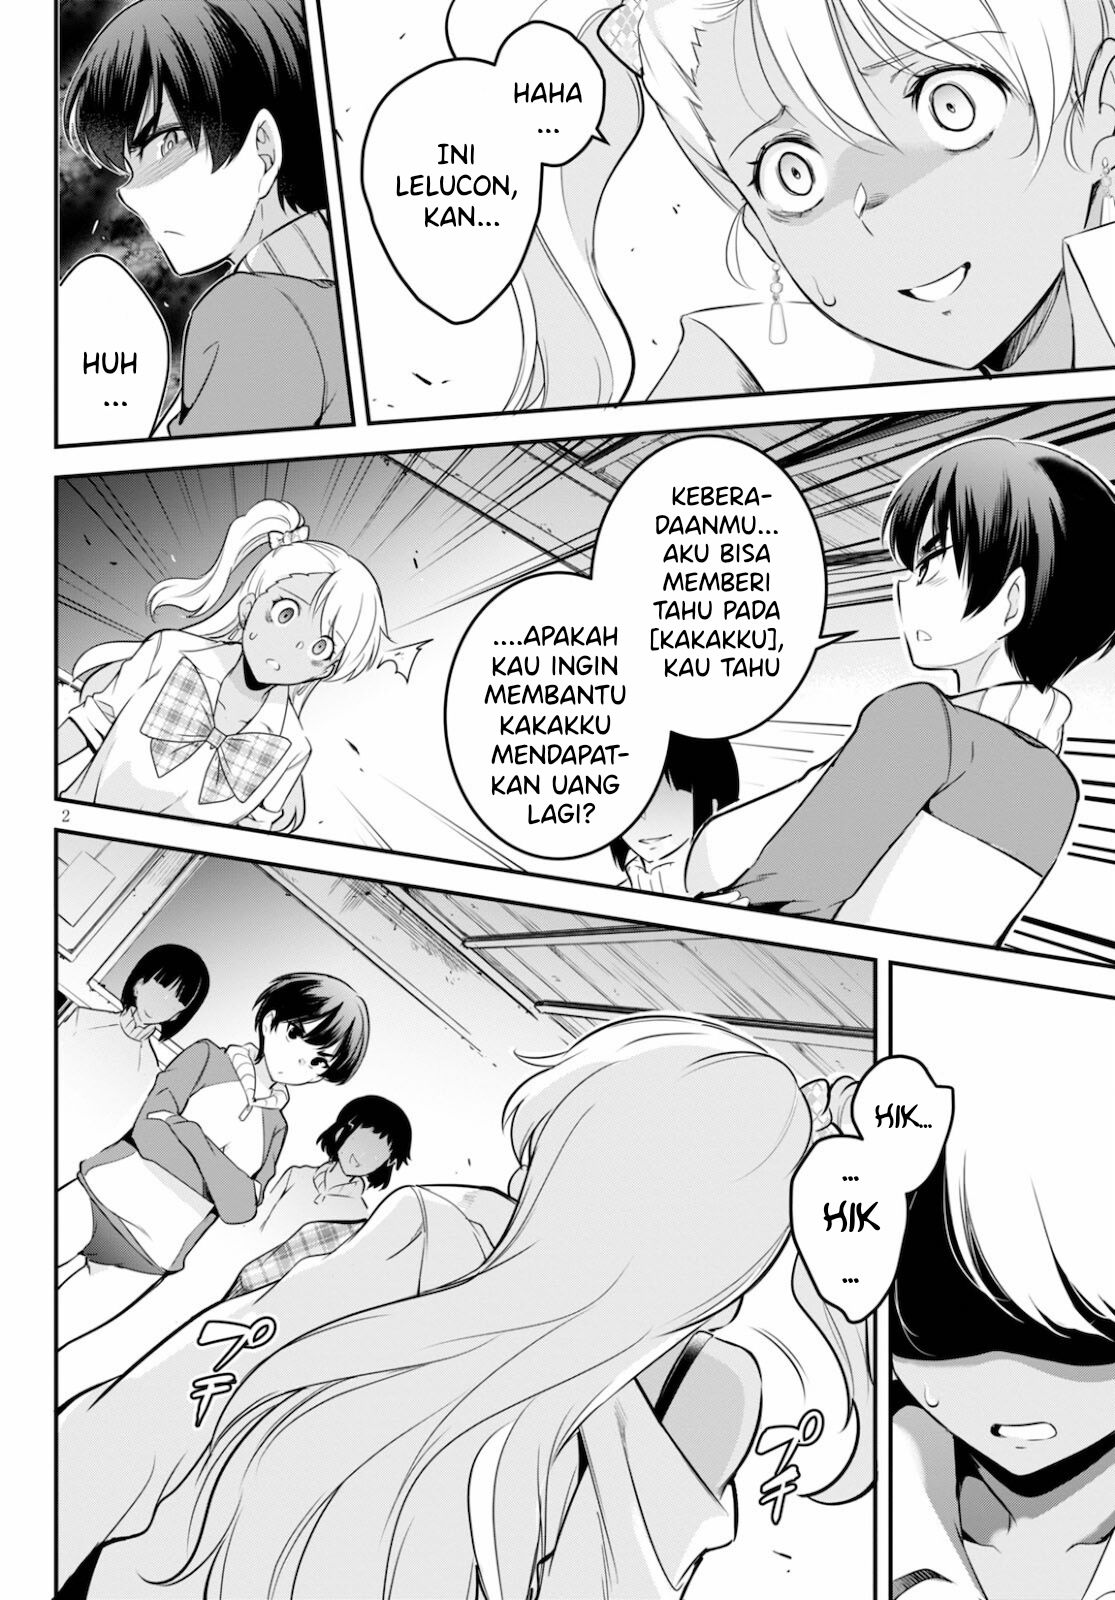 HAHA
...
INI
LELUCON,
KAN...
HUH
...
KEBERA-
DAANMU...
AKU BISA
MEMBERI
TAHU PADA
[KAKAKKU],
KAU TAHU
....APAKAH
KAU INGIN
MEMBANTU
KAKAKKU
MENDAPAT-
KAN UANG
LAGI?
2
HIK...
...
HIK
...
プチ
プチ